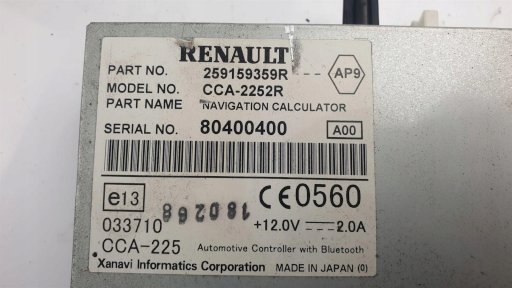 RENAULT
PART NO. 259159359R AP9
MODEL NO. CCA-2252R
PART NAME NAVIGATION CALCULATOR
SERIAL NO. 80400400 A00
e13 CE0560
033710 180268 +12.0V 2.0A
CCA-225 Automotive Controller with Bluetooth
Xanavi Informatics Corporation MADE IN JAPAN (0)